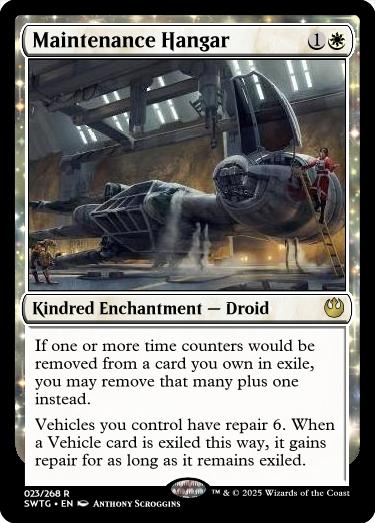 Maintenance Hangar 1
Kindred Enchantment — Droid
If one or more time counters would be
removed from a card you own in exile,
you may remove that many plus one
instead.
Vehicles you control have repair 6. When
a Vehicle card is exiled this way, it gains
repair for as long as it remains exiled.
023/268 R
™ & © 2025 Wizards of the Coast
SWTG • EN Anthony Scroggins